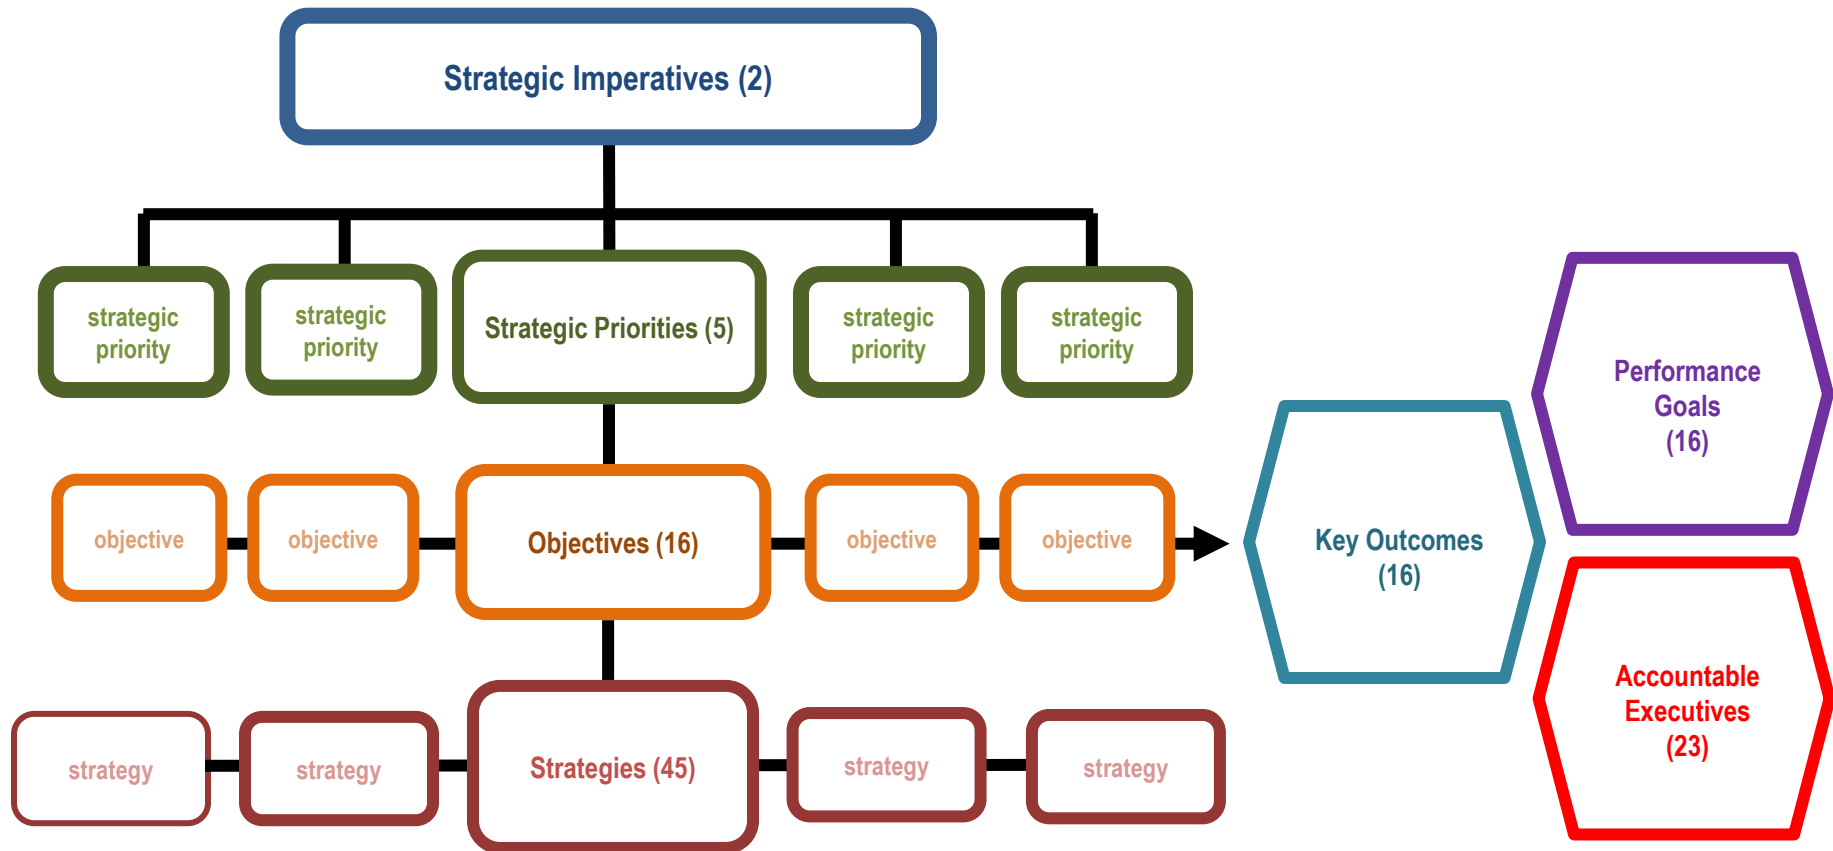 Strategic Imperatives (2)
strategic
priority
strategic
priority
Strategic Priorities (5)
strategic
priority
strategic
priority
Performance
Goals
(16)
objective
objective
Objectives (16)
objective
objective
Key Outcomes
(16)
Accountable
Executives
(23)
strategy
strategy
Strategies (45)
strategy
strategy